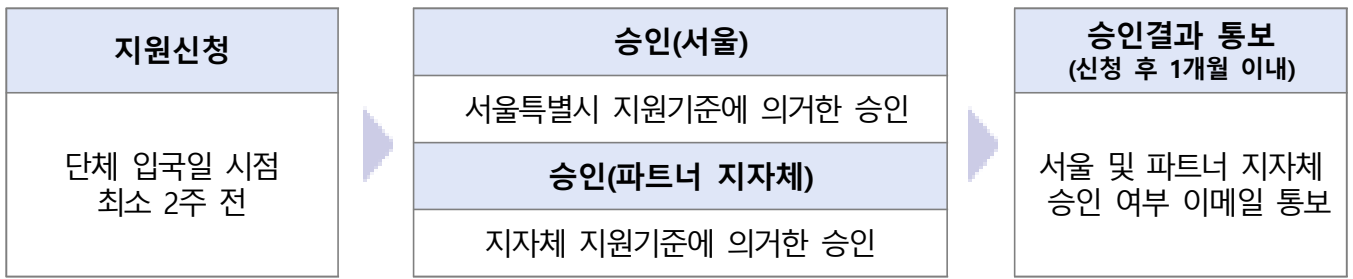 지원신청
단체 입국일 시점
최소 2주 전
승인(서울)
서울특별시 지원기준에 의거한 승인
승인(파트너 지자체)
지자체 지원기준에 의거한 승인
승인결과 통보
(신청 후 1개월 이내)
서울 및 파트너 지자체
승인 여부 이메일 통보